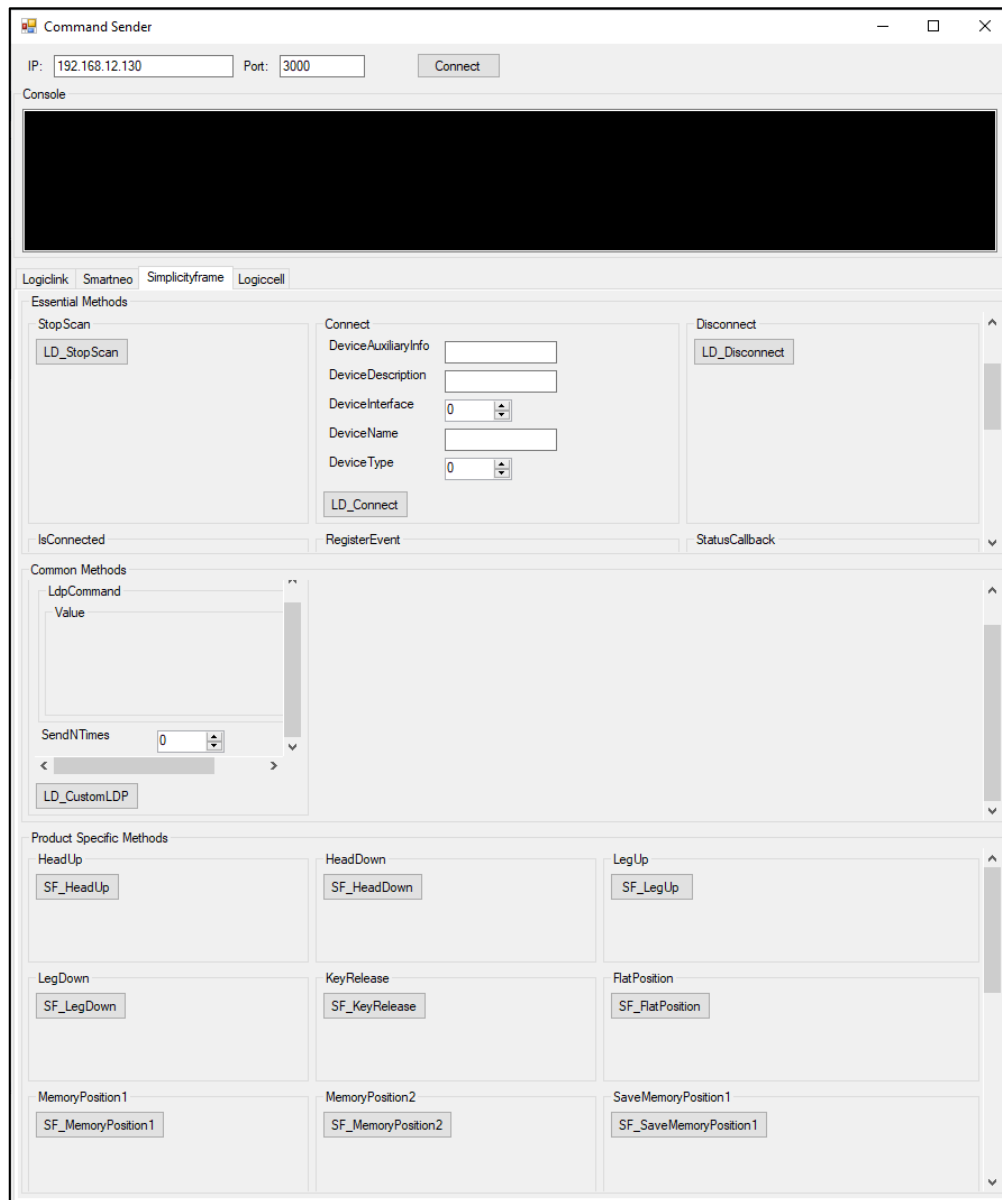 Command Sender
IP: 192.168.12.130 Port: 3000 Connect
Console
Logiclink Smartneo Simplicityframe Logiccell
Essential Methods
StopScan Connect Disconnect
LD_StopScan DeviceAuxiliaryInfo LD_Disconnect
DeviceDescription
DeviceInterface 0
DeviceName
DeviceType 0
LD_Connect
IsConnected RegisterEvent StatusCallback
Common Methods
LdpCommand
Value
SendNTimes 0
LD_CustomLDP
Product Specific Methods
HeadUp HeadDown LegUp
SF_HeadUp SF_HeadDown SF_LegUp
LegDown KeyRelease FlatPosition
SF_LegDown SF_KeyRelease SF_FlatPosition
MemoryPosition1 MemoryPosition2 SaveMemoryPosition1
SF_MemoryPosition1 SF_MemoryPosition2 SF_SaveMemoryPosition1